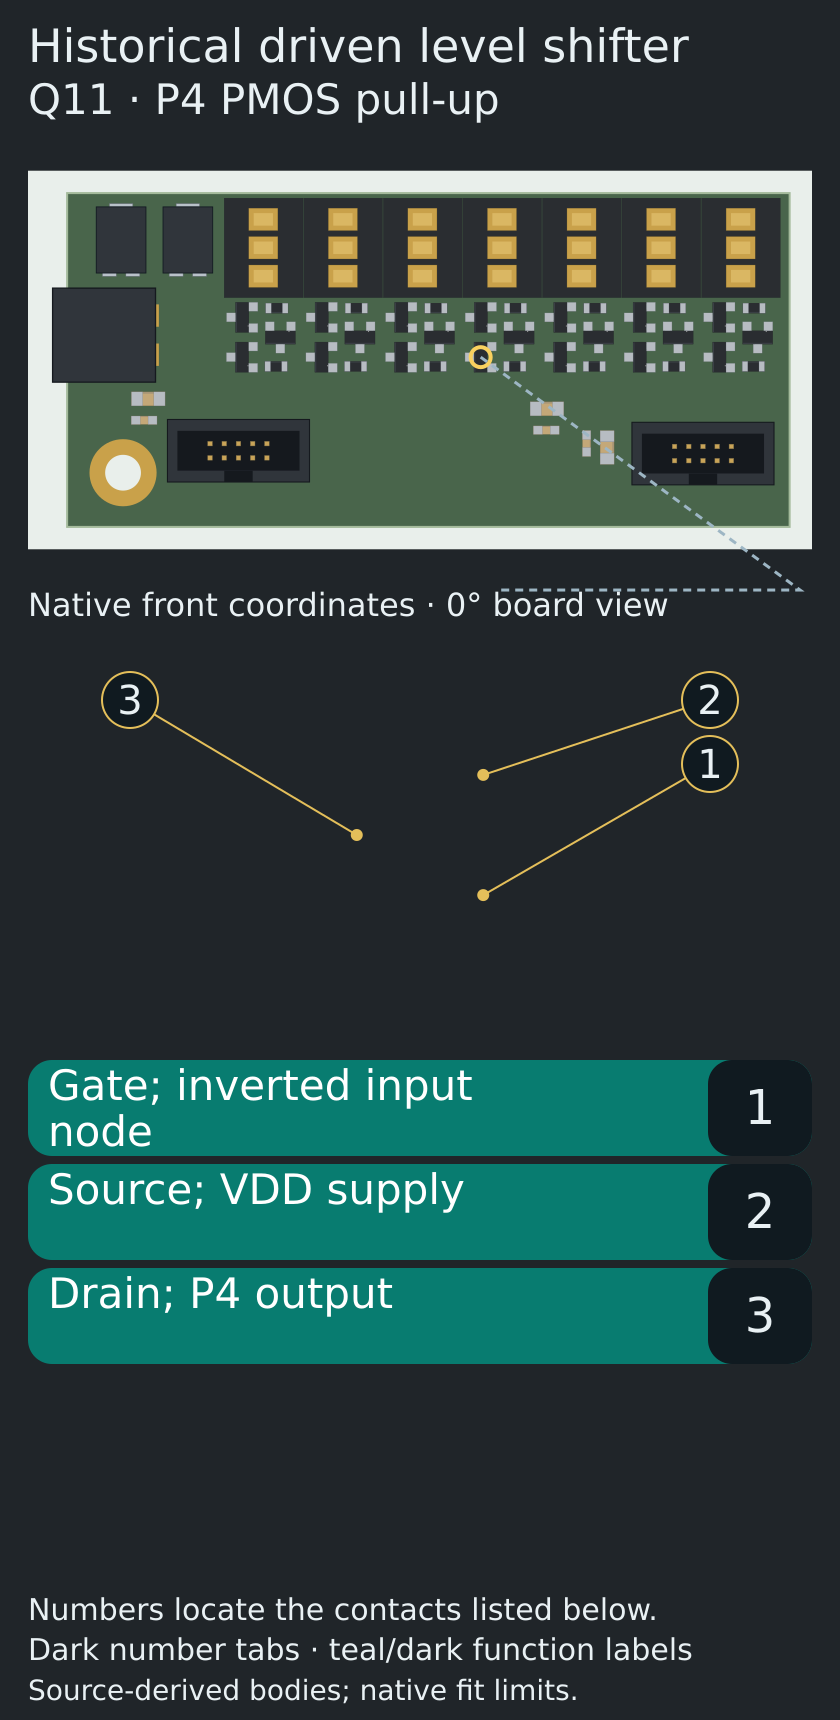 Historical driven level shifter
Q11 · P4 PMOS pull-up
Native front coordinates · 0° board view
3
2
1
Gate; inverted input
node
1
Source; VDD supply
2
Drain; P4 output
3
Numbers locate the contacts listed below.
Dark number tabs · teal/dark function labels
Source-derived bodies; native fit limits.